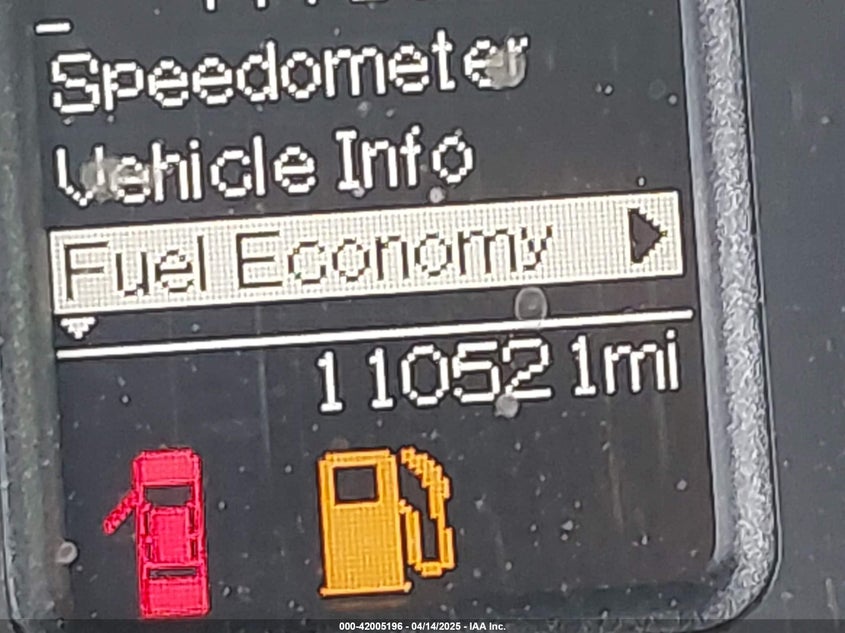 Speedometer
Vehicle Info
Fuel Economy
110521mi
000-42005196 - 04/14/2025 - IAA Inc.